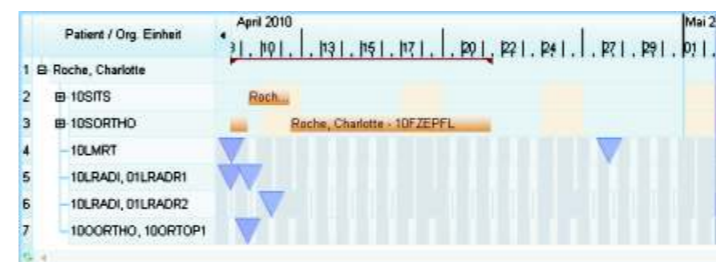 Patient / Org. Einheit
April 2010
Mai 2
10 13 15 17 20 22 24 27 29 01
1 Roche, Charlotte
2 10SITS Roch...
3 10SORTHO Roche, Charlotte - 10FZEPFL
4 10LMRT
5 10LRADI, 01LRADR1
6 10LRADI, 01LRADR2
7 10OORTHO, 10ORTOP1